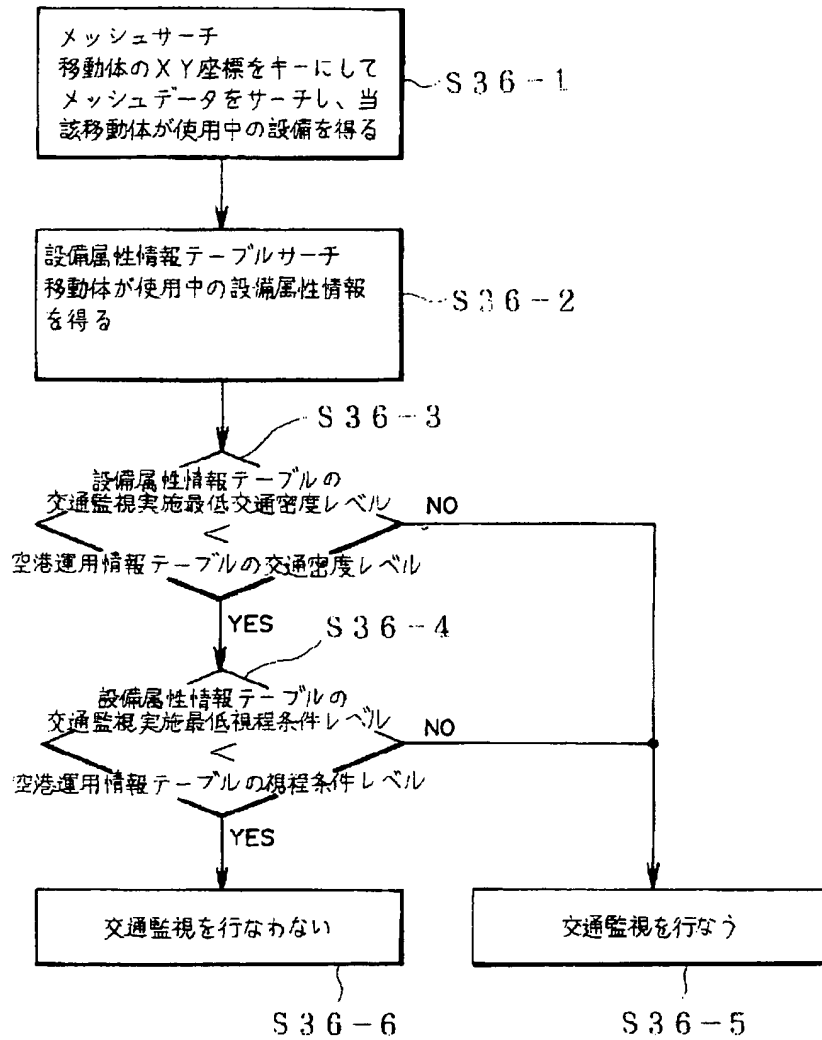 メッシュサーチ
移動体のXY座標をキーにして
メッシュデータをサーチし、当
該移動体が使用中の設備を得る
S36-1
設備属性情報テーブルサーチ
移動体が使用中の設備属性情報
を得る
S36-2
S36-3
設備属性情報テーブルの
交通監視実施最低交通密度レベル
<
空港運用情報テーブルの交通密度レベル
NO
YES
S36-4
設備属性情報テーブルの
交通監視実施最低視程条件レベル
<
空港運用情報テーブルの視程条件レベル
NO
YES
交通監視を行なわない
交通監視を行なう
S36-6
S36-5